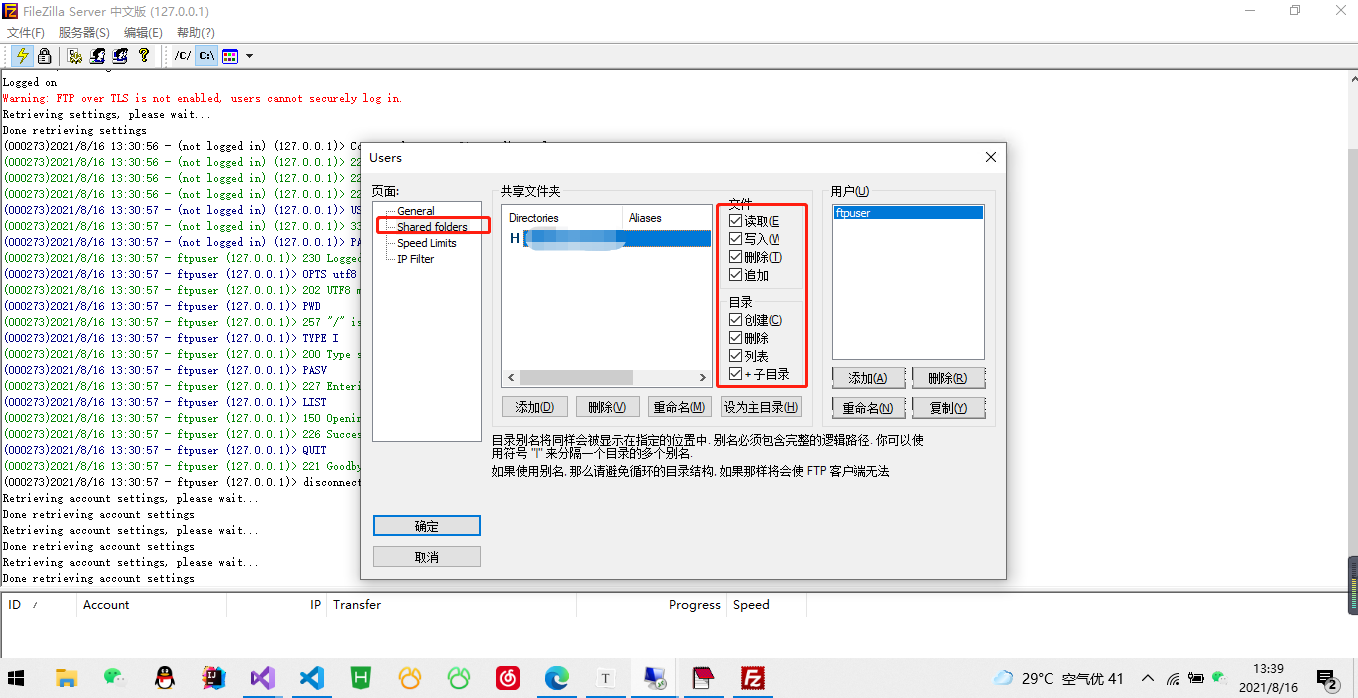 FileZilla Server 中文版 (127.0.0.1)
文件(F) 服务器(S) 编辑(E) 帮助(?)
/C/ C:\
Logged on
Warning: FTP over TLS is not enabled, users cannot securely log in.
Retrieving settings, please wait...
Done retrieving settings
(000273)2021/8/16 13:30:56 - (not logged in) (127.0.0.1)>
(000273)2021/8/16 13:30:56 - (not logged in) (127.0.0.1)> 22
(000273)2021/8/16 13:30:56 - (not logged in) (127.0.0.1)> 22
(000273)2021/8/16 13:30:56 - (not logged in) (127.0.0.1)> 22
(000273)2021/8/16 13:30:57 - (not logged in) (127.0.0.1)> US
(000273)2021/8/16 13:30:57 - (not logged in) (127.0.0.1)> 33
(000273)2021/8/16 13:30:57 - (not logged in) (127.0.0.1)> PA
(000273)2021/8/16 13:30:57 - ftpuser (127.0.0.1)> 230 Logge
(000273)2021/8/16 13:30:57 - ftpuser (127.0.0.1)> OPTS utf8
(000273)2021/8/16 13:30:57 - ftpuser (127.0.0.1)> 202 UTF8 m
(000273)2021/8/16 13:30:57 - ftpuser (127.0.0.1)> PWD
(000273)2021/8/16 13:30:57 - ftpuser (127.0.0.1)> 257 "/" is
(000273)2021/8/16 13:30:57 - ftpuser (127.0.0.1)> TYPE I
(000273)2021/8/16 13:30:57 - ftpuser (127.0.0.1)> 200 Type s
(000273)2021/8/16 13:30:57 - ftpuser (127.0.0.1)> PASV
(000273)2021/8/16 13:30:57 - ftpuser (127.0.0.1)> 227 Enteri
(000273)2021/8/16 13:30:57 - ftpuser (127.0.0.1)> LIST
(000273)2021/8/16 13:30:57 - ftpuser (127.0.0.1)> 150 Openin
(000273)2021/8/16 13:30:57 - ftpuser (127.0.0.1)> 226 Succes
(000273)2021/8/16 13:30:57 - ftpuser (127.0.0.1)> QUIT
(000273)2021/8/16 13:30:57 - ftpuser (127.0.0.1)> 221 Goodby
(000273)2021/8/16 13:30:57 - ftpuser (127.0.0.1)> disconnect
Retrieving account settings, please wait...
Done retrieving account settings
Retrieving account settings, please wait...
Done retrieving account settings
Retrieving account settings, please wait...
Done retrieving account settings
Users
页面:
General
Shared folders
Speed Limits
IP Filter
共享文件夹
Directories Aliases
H
文件
读取(E
写入(W
删除(T)
追加
目录
创建(C)
删除
列表
+ 子目录
用户(U)
ftpuser
添加(D) 删除(V) 重命名(M) 设为主目录(H)
添加(A) 删除(R)
重命名(N) 复制(Y)
目录别名将同样会被显示在指定的位置中. 别名必须包含完整的逻辑路径. 你可以使
用符号 "|" 来分隔一个目录的多个别名.
如果使用别名, 那么请避免循环的目录结构, 如果那样将会使 FTP 客户端无法
确定
取消
ID / Account IP Transfer Progress Speed
29°C 空气优 41
13:39
2021/8/16
2